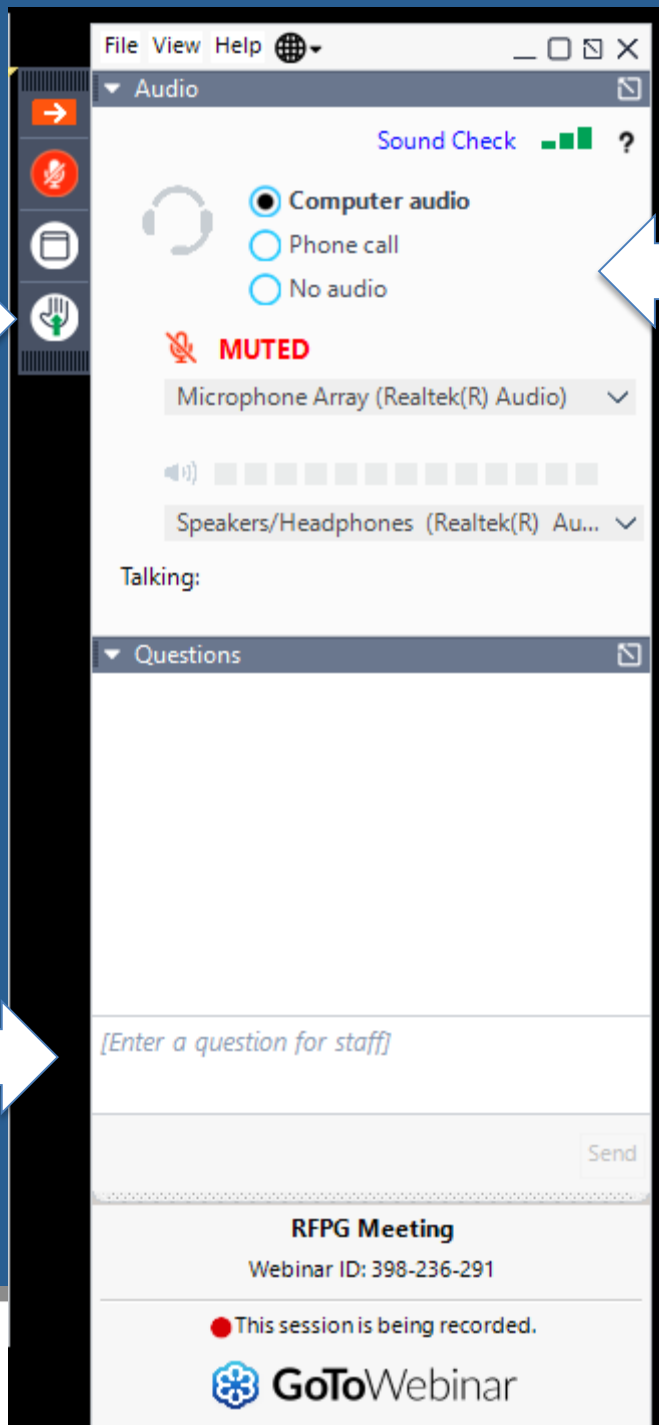 File View Help
Audio
Sound Check ?
Computer audio
Phone call
No audio
MUTED
Microphone Array (Realtek(R) Audio)
Speakers/Headphones (Realtek(R) Au...
Talking:
Questions
[Enter a question for staff]
Send
RFPG Meeting
Webinar ID: 398-236-291
This session is being recorded.
GoToWebinar